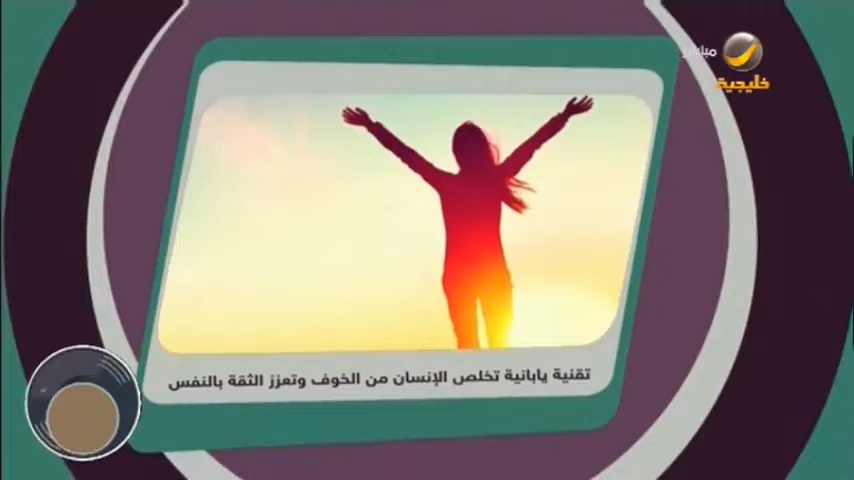 مباشر
خليجية
تقنية يابانية تخلص الإنسان من الخوف وتعزز الثقة بالنفس